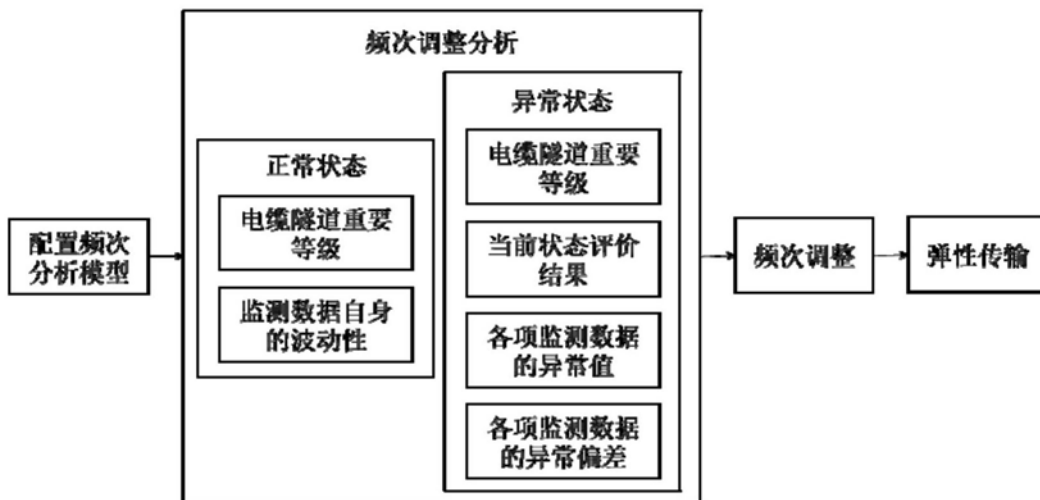 配置频次
分析模型
频次调整分析
正常状态
电缆隧道重要
等级
监测数据自身
的波动性
异常状态
电缆隧道重要
等级
当前状态评价
结果
各项监测数据
的异常值
各项监测数据
的异常偏差
频次调整
弹性传输